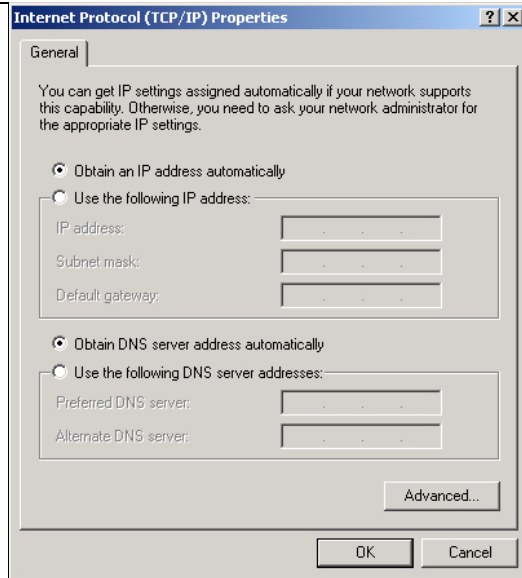 Internet Protocol (TCP/IP) Properties
General
You can get IP settings assigned automatically if your network supports
this capability. Otherwise, you need to ask your network administrator for
the appropriate IP settings.
Obtain an IP address automatically
Use the following IP address:
IP address:
Subnet mask:
Default gateway:
Obtain DNS server address automatically
Use the following DNS server addresses:
Preferred DNS server:
Alternate DNS server:
Advanced...
OK Cancel